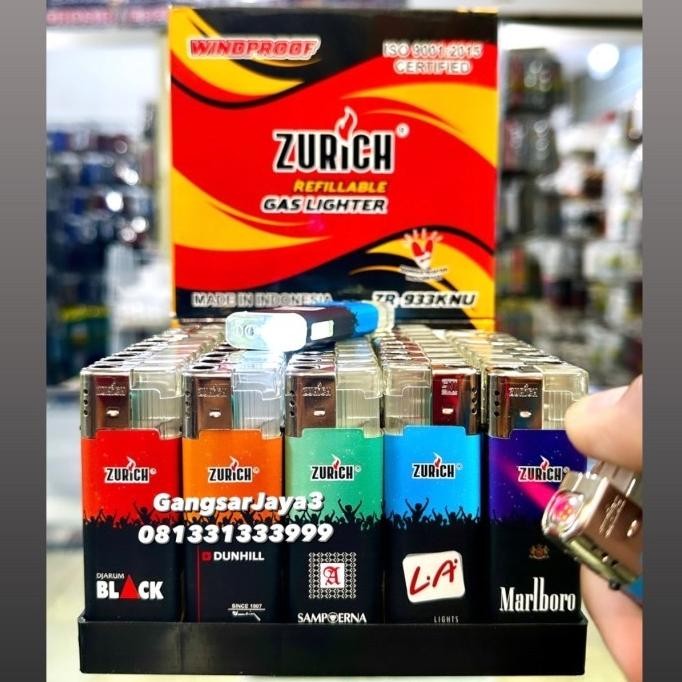 WINDPROOF
ISO 9001:2015
CERTIFIED
ZURICH®
REFILLABLE
GAS LIGHTER
MADE IN INDONESIA
ZR-933KNU
ZURICH ZURICH ZURICH ZURICH ZURICH
GangsarJaya3
081331333999
DJARUM
BLACK
DUNHILL
SINCE 1907
A
SAMPOERNA
L.A
LIGHTS
Marlboro